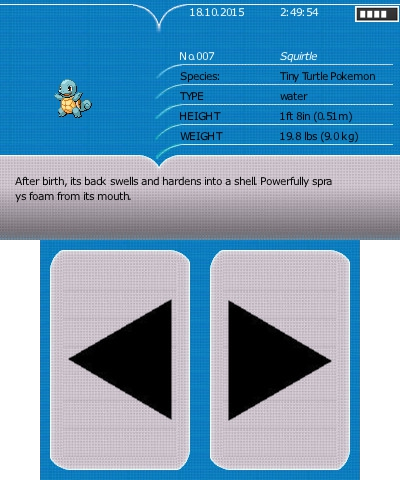 18.10.2015 2:49:54
No.007 Squirtle
Species: Tiny Turtle Pokemon
TYPE water
HEIGHT 1ft 8in (0.51m)
WEIGHT 19.8 lbs (9.0kg)
After birth, its back swells and hardens into a shell. Powerfully spra
ys foam from its mouth.